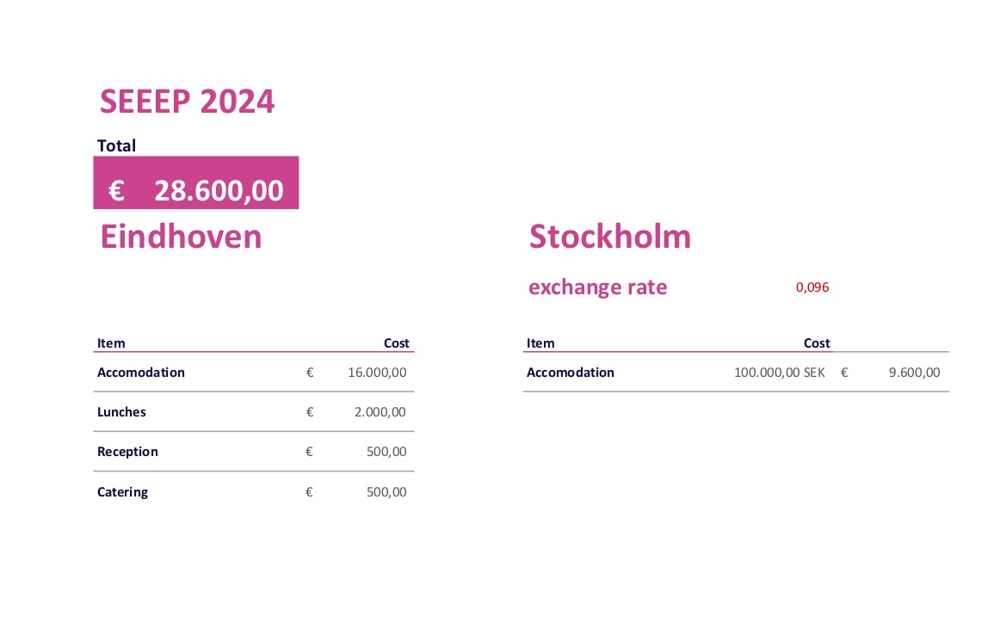 SEEEP 2024
Total
€ 28.600,00
Eindhoven
Stockholm
exchange rate 0,096
Item Cost
Accomodation € 16.000,00
Lunches € 2.000,00
Reception € 500,00
Catering € 500,00
Item Cost
Accomodation 100.000,00 SEK € 9.600,00